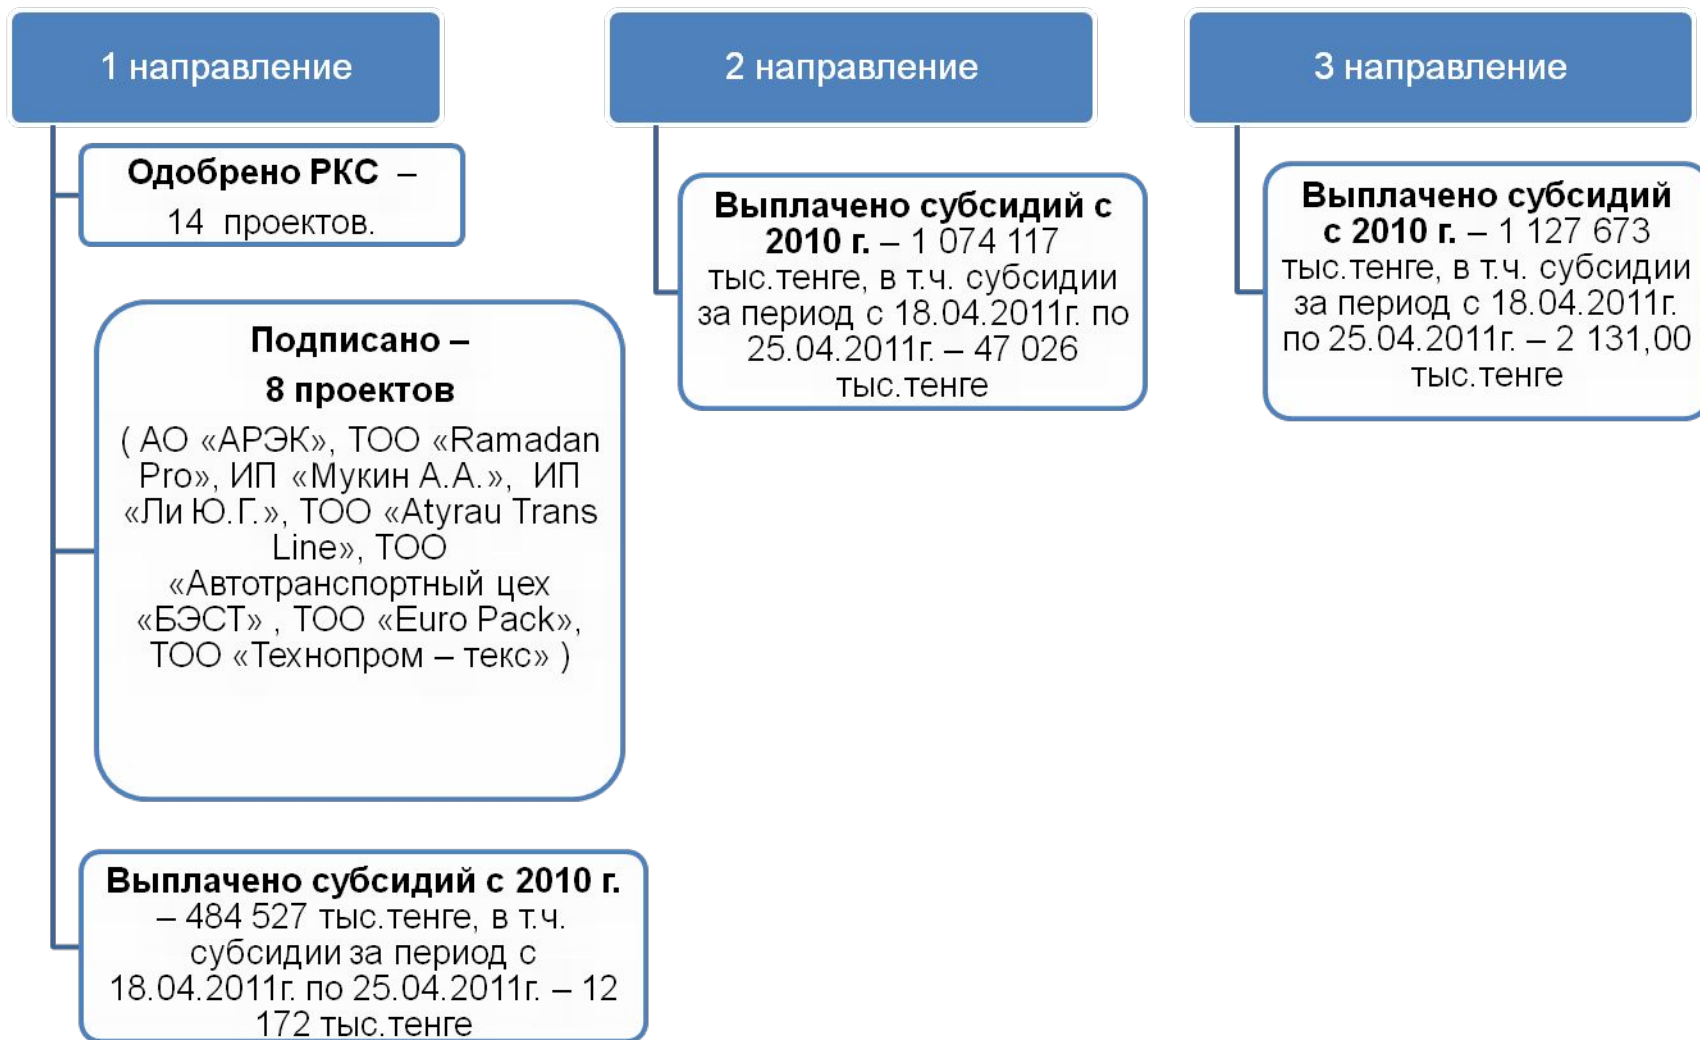 1 направление
Одобрено РКС –
14 проектов.
Подписано –
8 проектов
( АО «АРЭК», ТОО «Ramadan
Pro», ИП «Мукин А.А.», ИП
«Ли Ю.Г.», ТОО «Atyrau Trans
Line», ТОО
«Автотранспортный цех
«БЭСТ» , ТОО «Euro Pack»,
ТОО «Технопром – текс» )
Выплачено субсидий с 2010 г.
– 484 527 тыс.тенге, в т.ч.
субсидии за период с
18.04.2011г. по 25.04.2011г. – 12
172 тыс.тенге
2 направление
Выплачено субсидий с
2010 г. – 1 074 117
тыс.тенге, в т.ч. субсидии
за период с 18.04.2011г. по
25.04.2011г. – 47 026
тыс.тенге
3 направление
Выплачено субсидий
с 2010 г. – 1 127 673
тыс.тенге, в т.ч. субсидии
за период с 18.04.2011г.
по 25.04.2011г. – 2 131,00
тыс.тенге